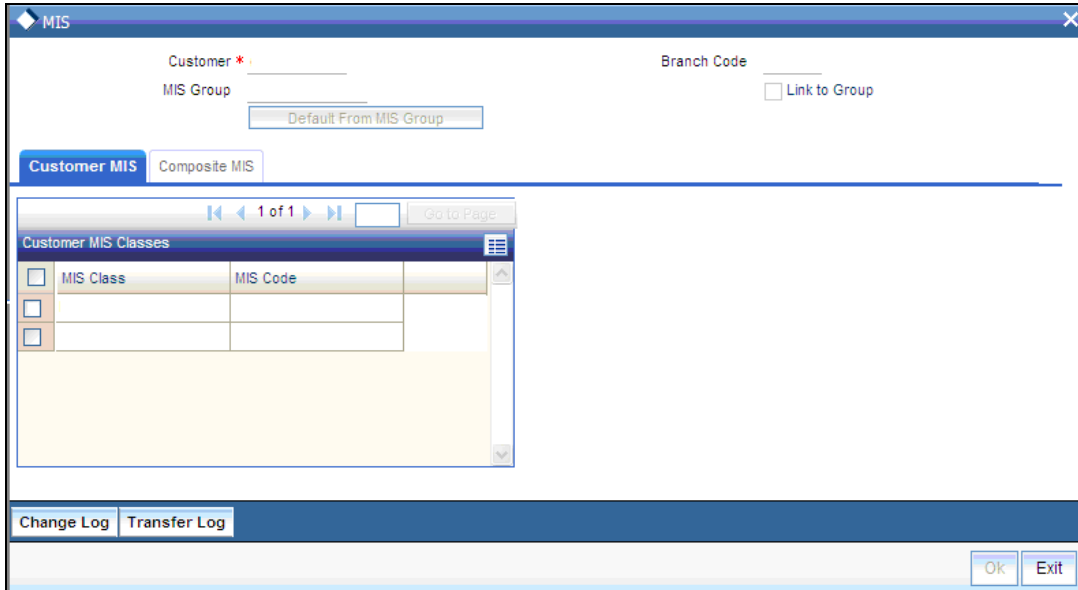 MIS
Customer *
Branch Code
MIS Group
Link to Group
Default From MIS Group
Customer MIS
Composite MIS
1 of 1
Go to Page
Customer MIS Classes
MIS Class
MIS Code
Change Log
Transfer Log
Ok
Exit